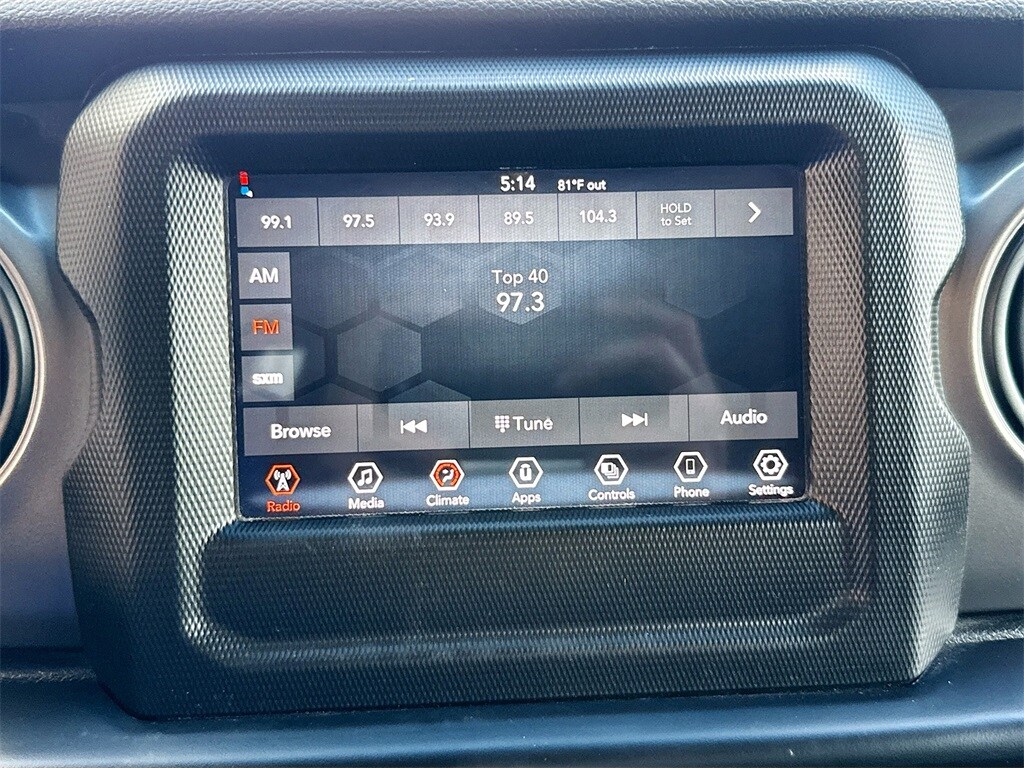 5:14 81°F out
99.1 97.5 93.9 89.5 104.3 HOLD
to Set
AM
Top 40
97.3
FM
sxm
Browse Tune Audio
Radio Media Climate Apps Controls Phone Settings